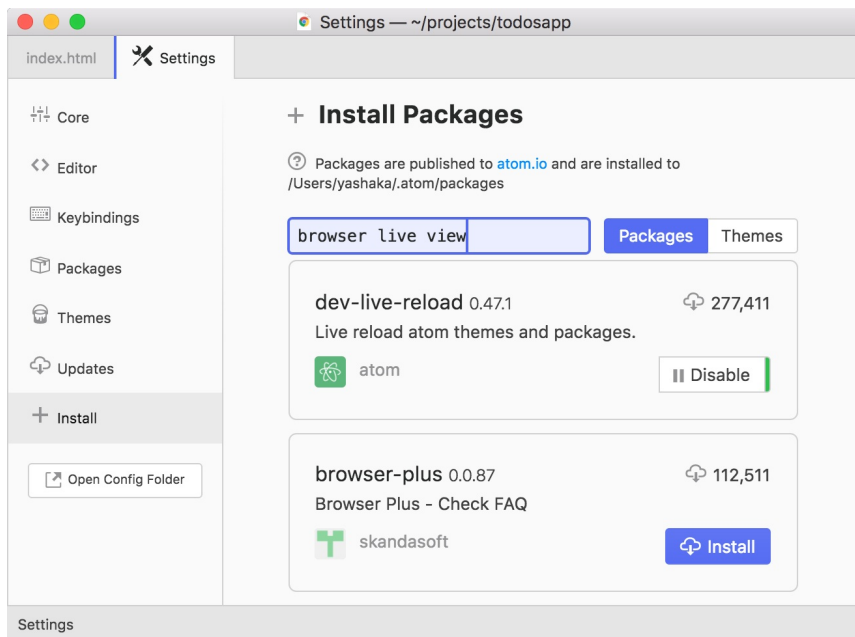 Settings — ~/projects/todosapp
index.html
Settings
Core
Editor
Keybindings
Packages
Themes
Updates
Install
Open Config Folder
Install Packages
Packages are published to atom.io and are installed to
/Users/yashaka/.atom/packages
browser live view
Packages Themes
dev-live-reload 0.47.1 277,411
Live reload atom themes and packages.
atom
Disable
browser-plus 0.0.87 112,511
Browser Plus - Check FAQ
skandasoft
Install
Settings